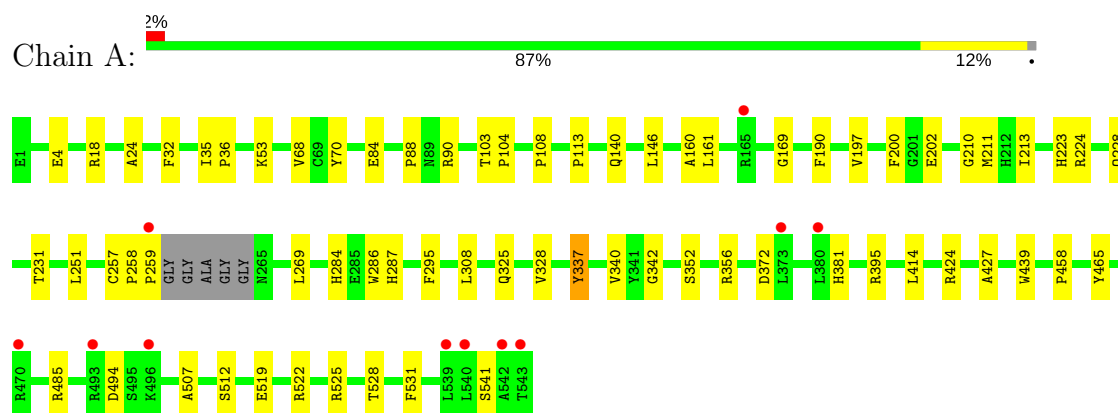 2%
Chain A:
87% 12% •
E1 E4 R18 A24 F32 I35 P36 K53 V68 C69 Y70 E84 P88 N89 R90 T103 P104 P108 P113 Q140 L146 A160 L161 R165 G169 F190 V197 F200 G201 E202 G210 M211 H212 I213 H223 R224
T231 L251 C257 P258 P259 GLY GLY ALA GLY GLY N265 L269 H284 E285 W286 H287 F295 L308 Q325 V328 Y337 V340 Y341 G342 S352 R356 D372 L373 L380 H381 R395 L414 R424 A427 W439 P458 Y465
R470 R485 R493 D494 S495 K496 A507 S512 E519 R522 R525 T528 F531 L539 L540 S541 A542 T543